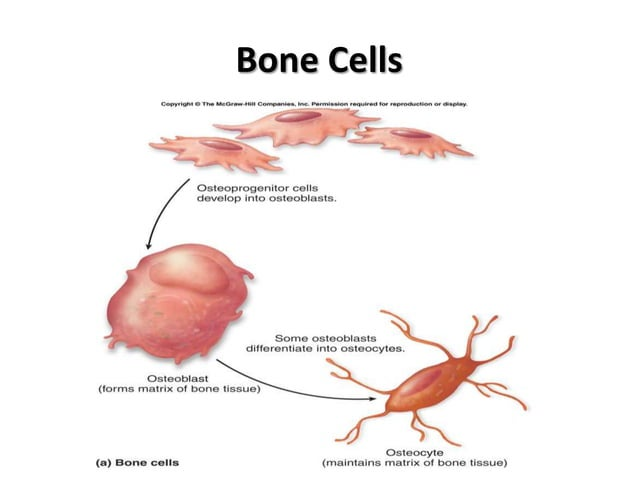 Bone Cells
Copyright © The McGraw-Hill Companies, Inc. Permission required for reproduction or display.
Osteoprogenitor cells
develop into osteoblasts.
Some osteoblasts
differentiate into osteocytes.
Osteoblast
(forms matrix of bone tissue)
Osteocyte
(maintains matrix of bone tissue)
(a) Bone cells